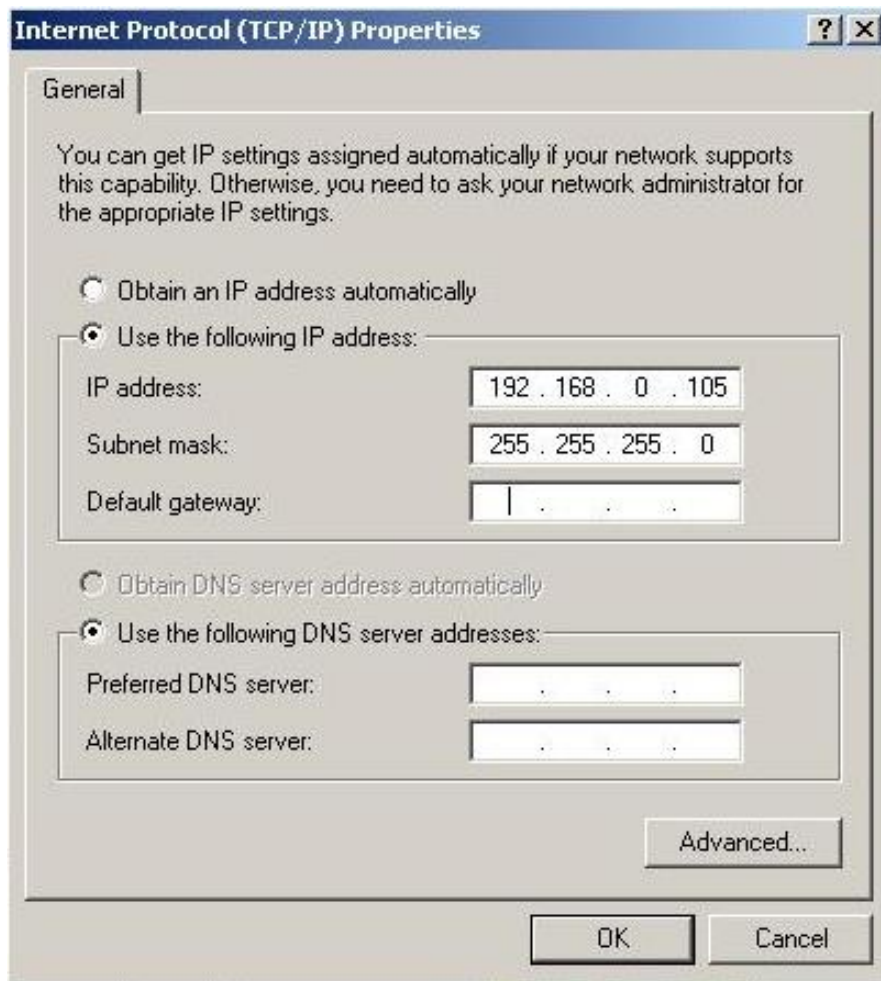 Internet Protocol (TCP/IP) Properties
General
You can get IP settings assigned automatically if your network supports
this capability. Otherwise, you need to ask your network administrator for
the appropriate IP settings.
Obtain an IP address automatically
Use the following IP address:
IP address: 192 . 168 . 0 . 105
Subnet mask: 255 . 255 . 255 . 0
Default gateway: . . .
Obtain DNS server address automatically
Use the following DNS server addresses:
Preferred DNS server: . . .
Alternate DNS server: . . .
Advanced...
OK Cancel